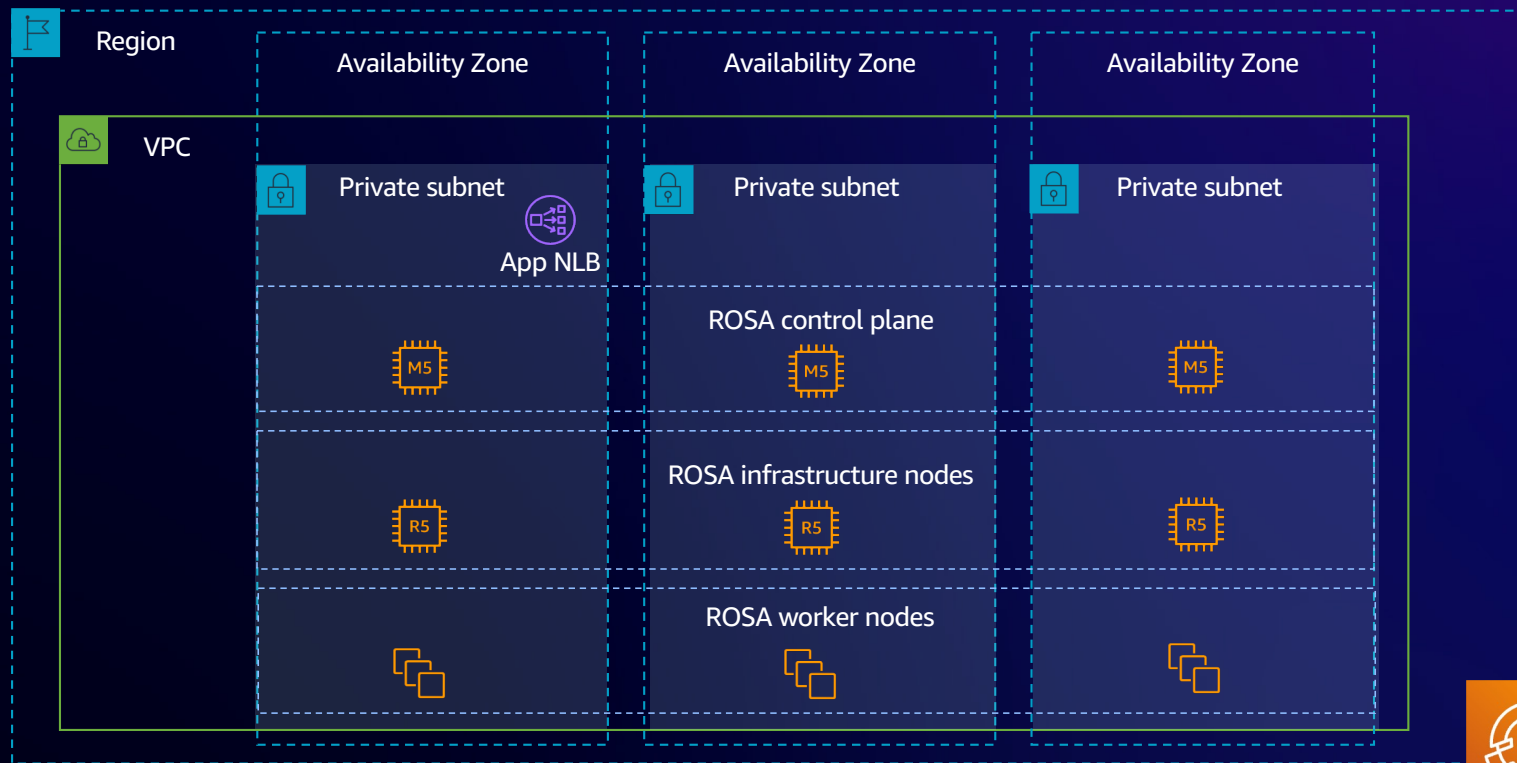 Region
Availability Zone
Availability Zone
Availability Zone
VPC
Private subnet
Private subnet
Private subnet
App NLB
ROSA control plane
M5
M5
M5
ROSA infrastructure nodes
R5
R5
R5
ROSA worker nodes